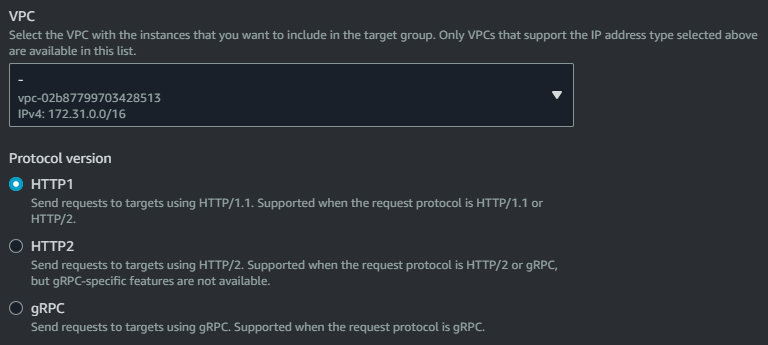 VPC
Select the VPC with the instances that you want to include in the target group. Only VPCs that support the IP address type selected above
are available in this list.
-
vpc-02b87799703428513
IPv4: 172.31.0.0/16
Protocol version
HTTP1
Send requests to targets using HTTP/1.1. Supported when the request protocol is HTTP/1.1 or
HTTP/2.
HTTP2
Send requests to targets using HTTP/2. Supported when the request protocol is HTTP/2 or gRPC,
but gRPC-specific features are not available.
gRPC
Send requests to targets using gRPC. Supported when the request protocol is gRPC.